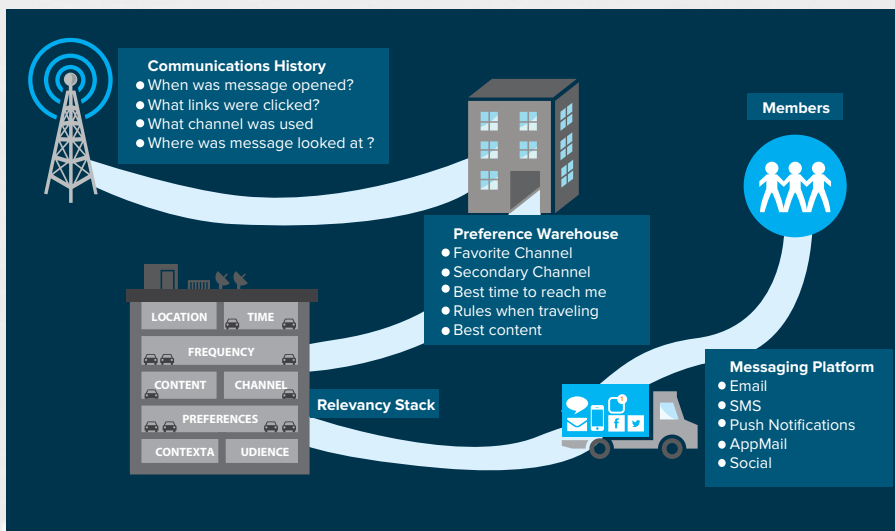 Communications History
● When was message opened?
● What links were clicked?
● What channel was used
● Where was message looked at ?
Members
Preference Warehouse
● Favorite Channel
● Secondary Channel
● Best time to reach me
● Rules when traveling
● Best content
LOCATION TIME
FREQUENCY
CONTENT CHANNEL
PREFERENCES
CONTEXTA UDIENCE
Relevancy Stack
1
f
Messaging Platform
● Email
● SMS
● Push Notifications
● AppMail
● Social